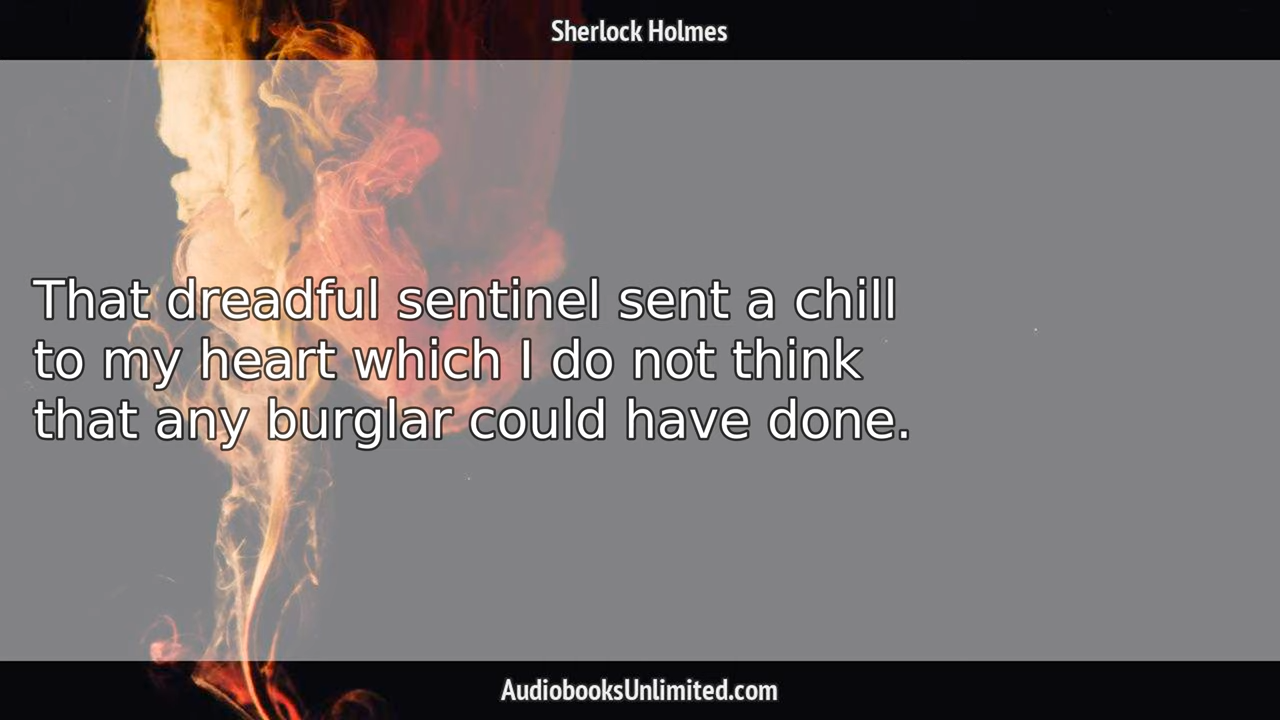 Sherlock Holmes
That dreadful sentinel sent a chill
to my heart which I do not think
that any burglar could have done.
AudiobooksUnlimited.com